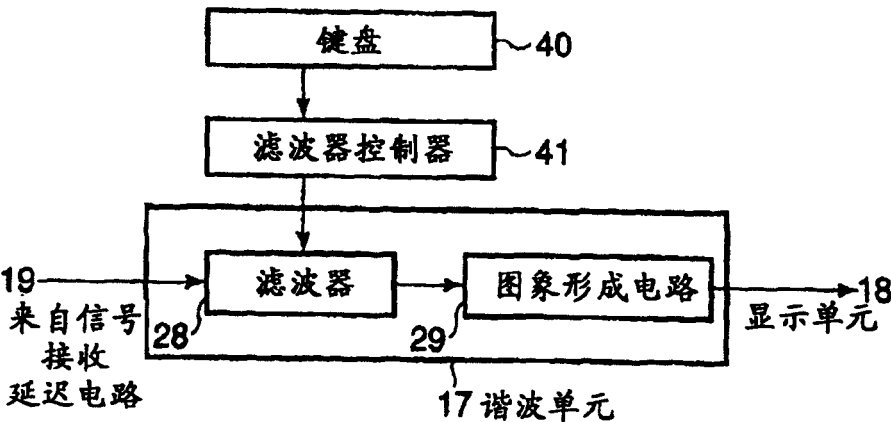 键盘 40
滤波器控制器 41
19 滤波器 图象形成电路 18
来自信号 28 29 显示单元
接收
延迟电路 17 谐波单元